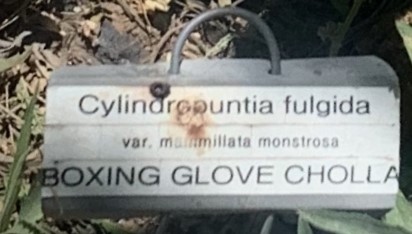 Cylindropuntia fulgida
var. mammillata monstrosa
BOXING GLOVE CHOLLA